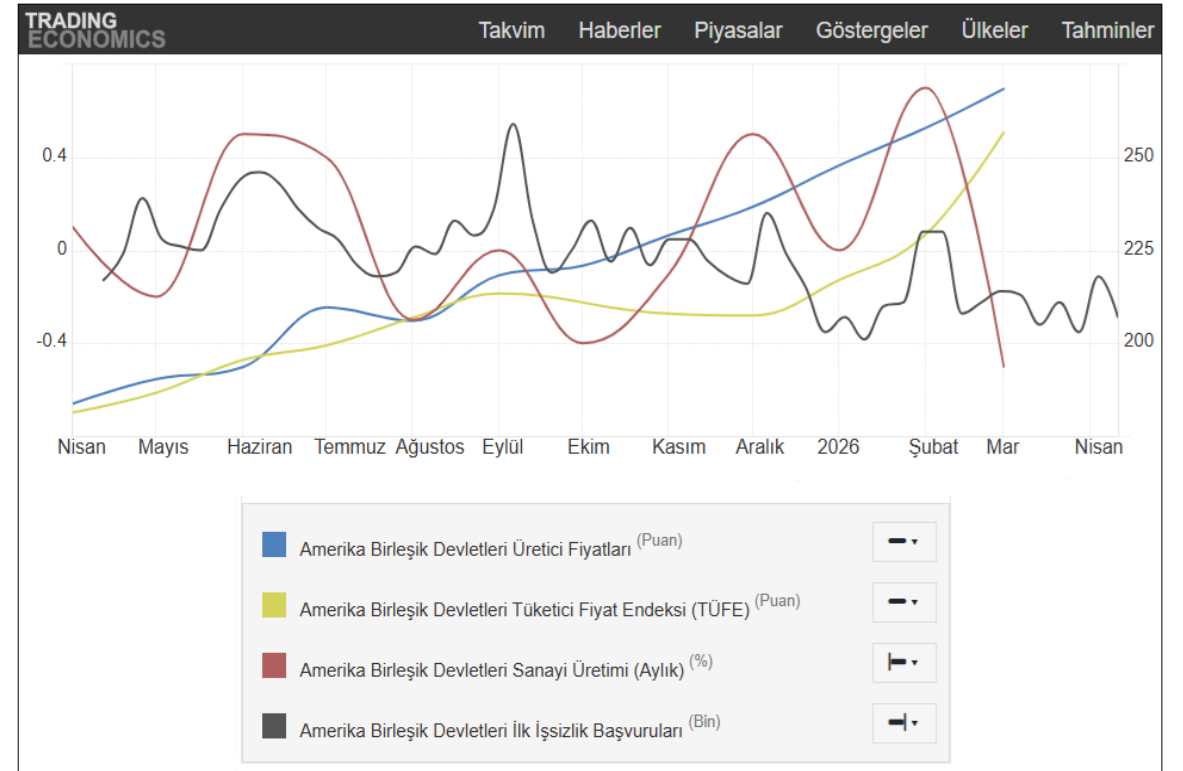 TRADING
ECONOMICS
Takvim Haberler Piyasalar Göstergeler Ülkeler Tahminler
0.4 250
0 225
-0.4 200
Nisan Mayıs Haziran Temmuz Ağustos Eylül Ekim Kasım Aralık 2026 Şubat Mar Nisan
Amerika Birleşik Devletleri Üretici Fiyatları (Puan)
Amerika Birleşik Devletleri Tüketici Fiyat Endeksi (TÜFE) (Puan)
Amerika Birleşik Devletleri Sanayi Üretimi (Aylık) (%)
Amerika Birleşik Devletleri İlk İşsizlik Başvuruları (Bin)